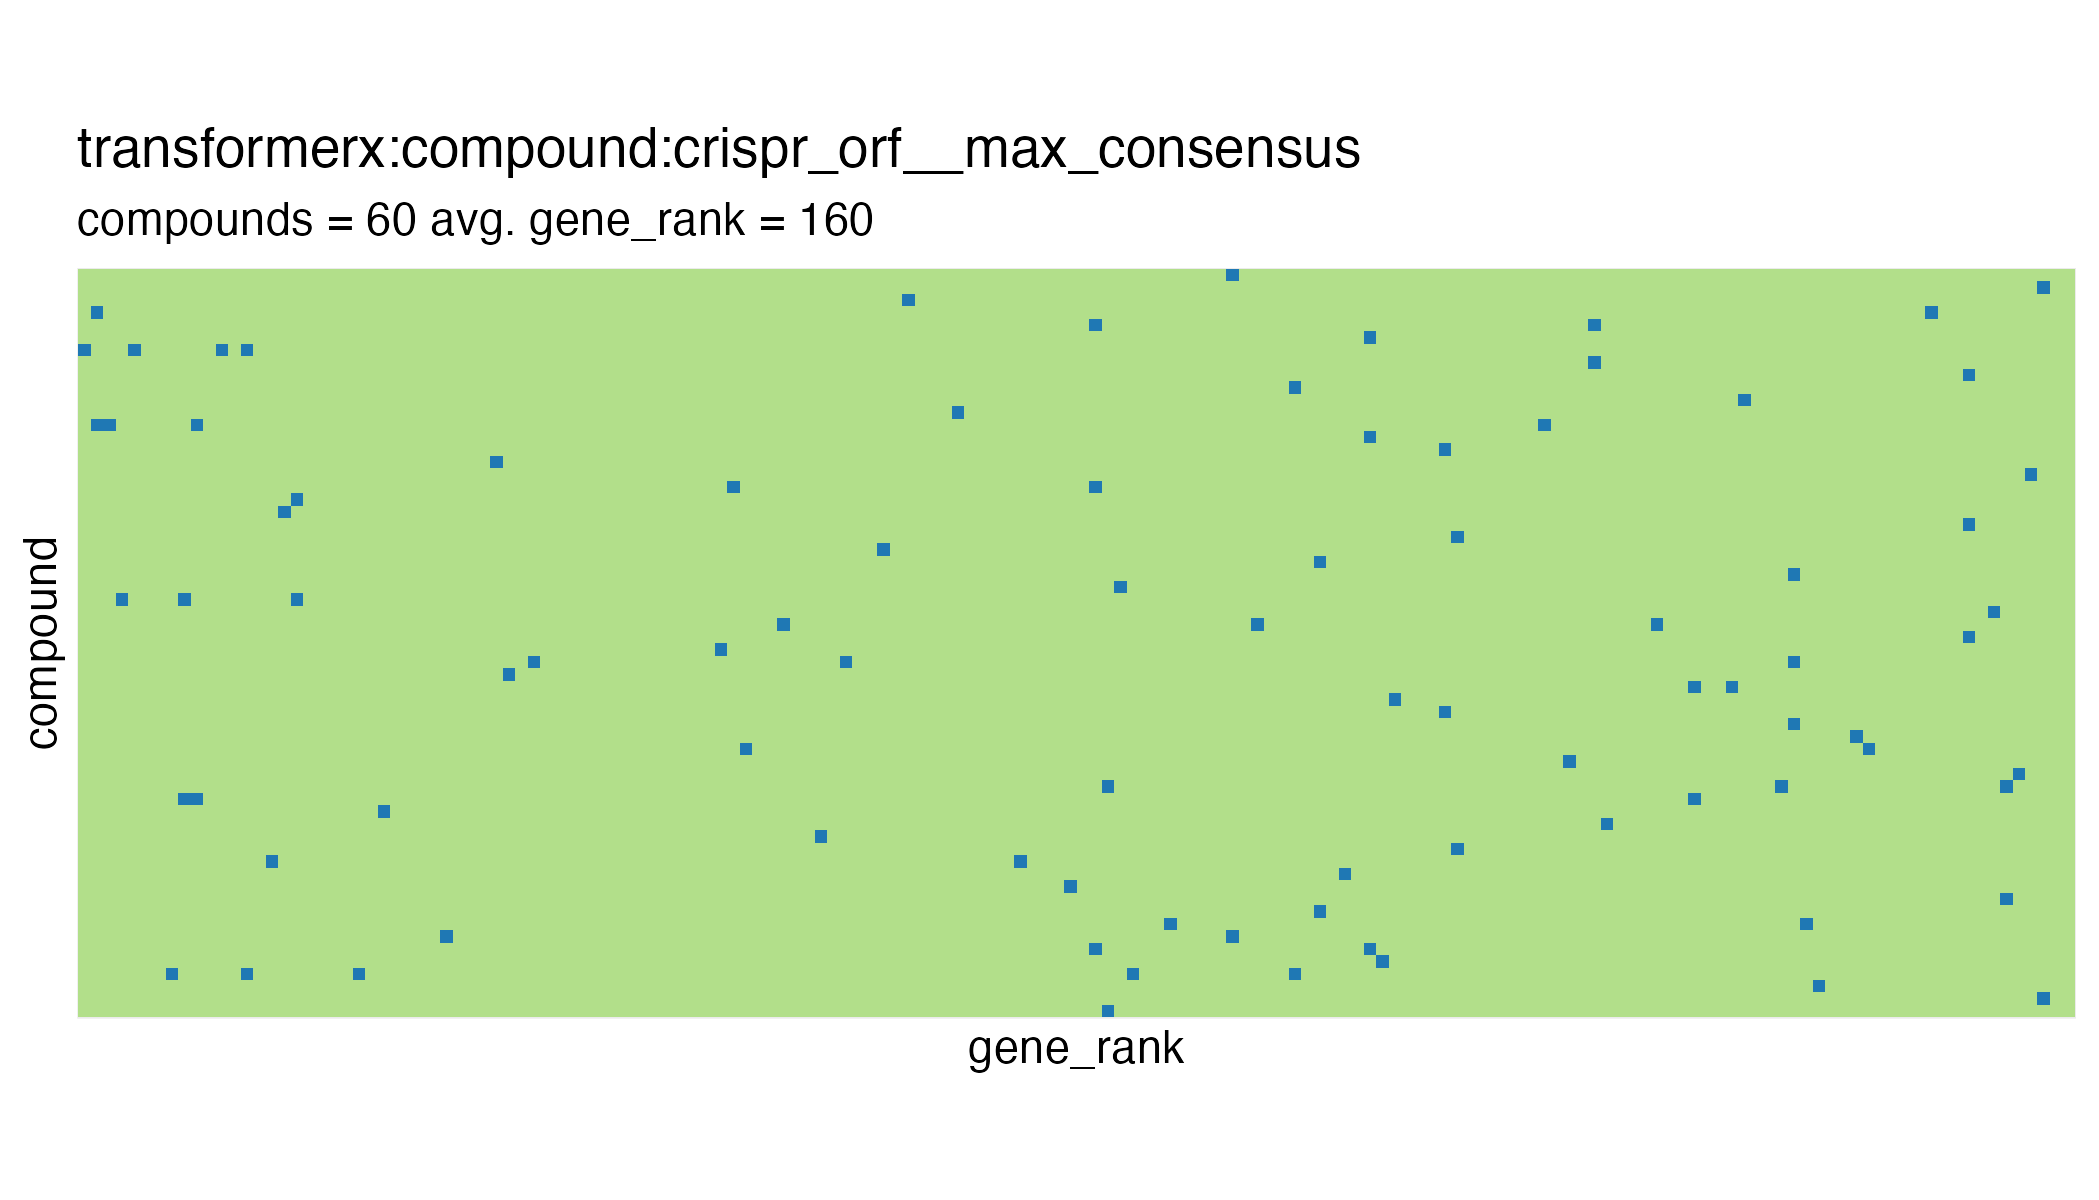 transformerx:compound:crispr_orf__max_consensus
compounds = 60 avg. gene_rank = 160
compound
gene_rank